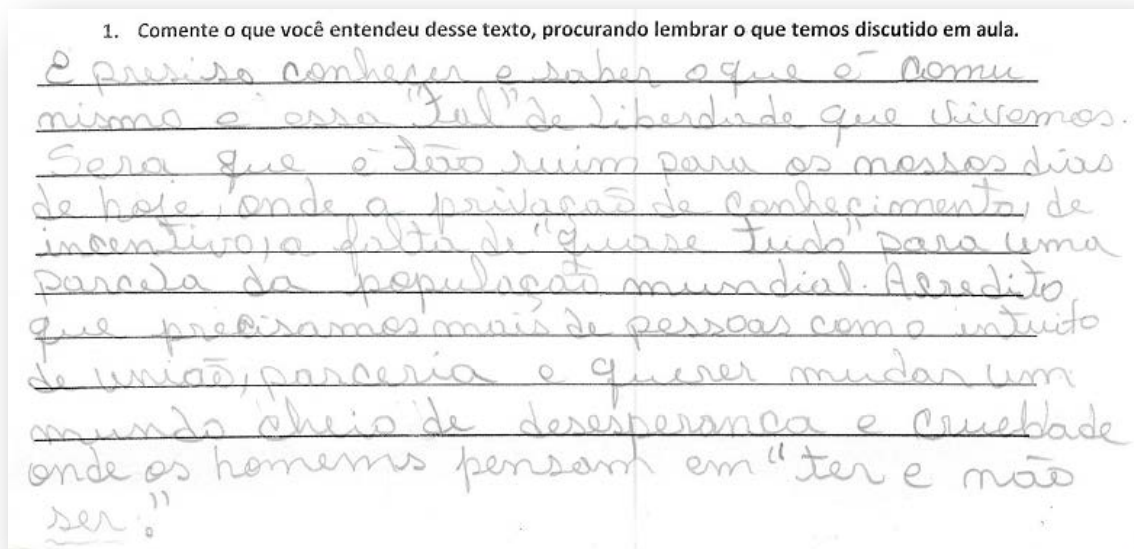 1. Comente o que você entendeu desse texto, procurando lembrar o que temos discutido em aula.
É presiso conhecer e saber oque é comu
nismo e essa "tal" de liberdade que vivemos.
Sera que é tão ruim para os nossos dias
de hoje, onde a privação de conhecimento, de
incentivo, a falta de "quase tudo" para uma
parcela da população mundial. Acredito
que precisamos mais de pessoas com o intuito
de união, parceria e querer mudar um
mundo cheio de desesperança e crueldade
onde os homems pensam em "ter e não
ser."